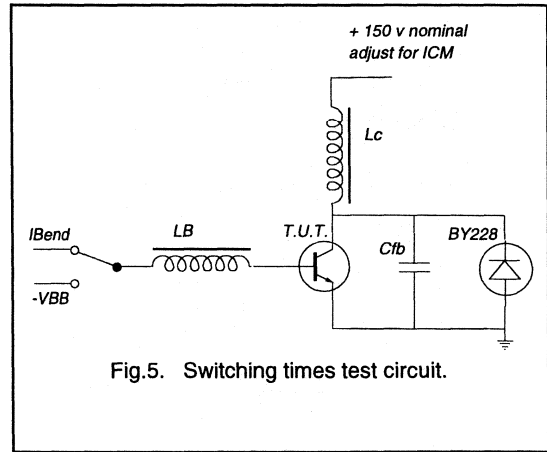 + 150 v nominal
adjust for ICM
Lc
LB
T.U.T.
IBend
Cfb
BY228
-VBB
Fig.5. Switching times test circuit.